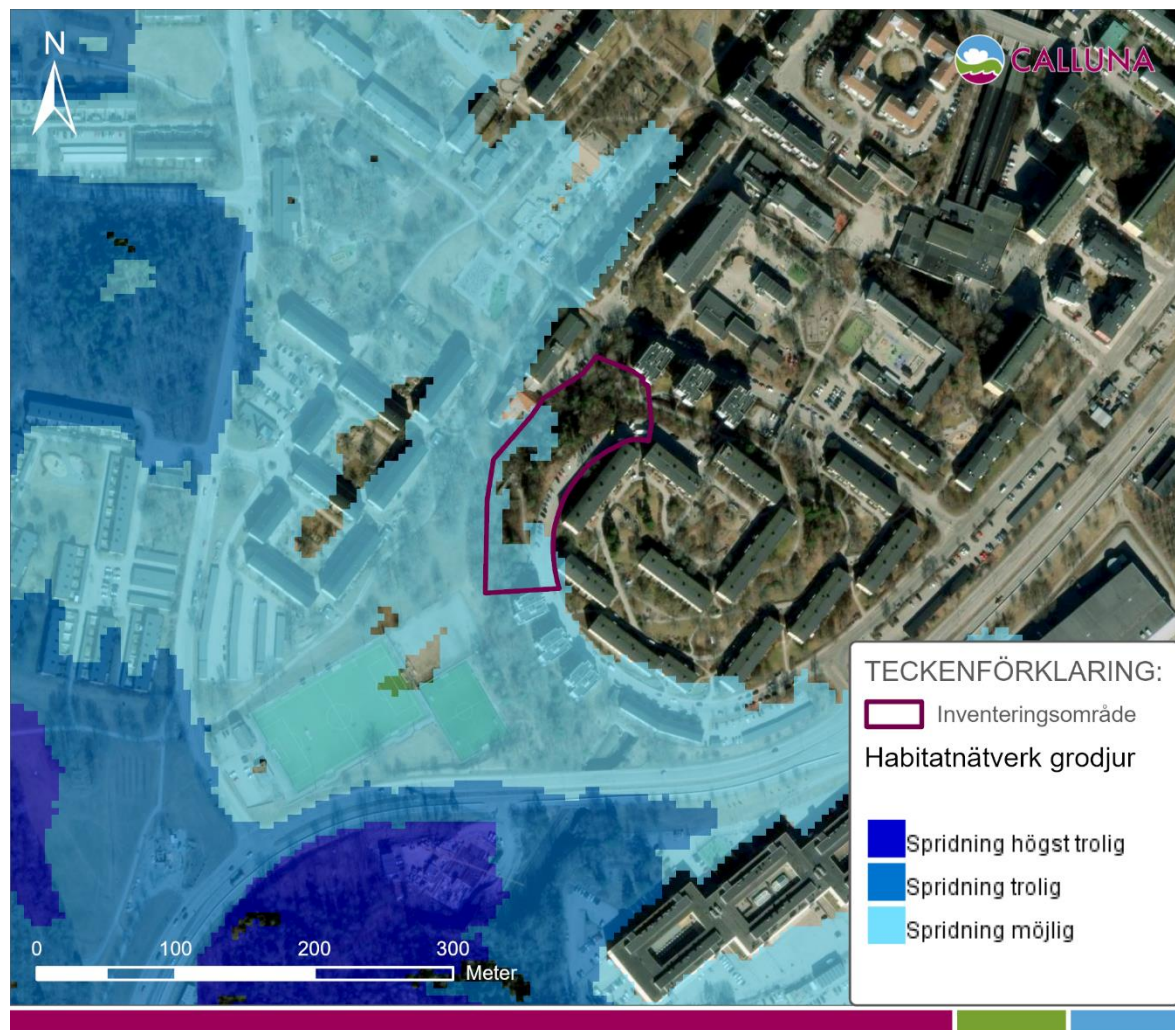 N
CALLUNA
TECKENFÖRKLARING:
Inventeringsområde
Habitatnätverk grodjur
Spridning högst trolig
Spridning trolig
Spridning möjlig
0 100 200 300
Meter